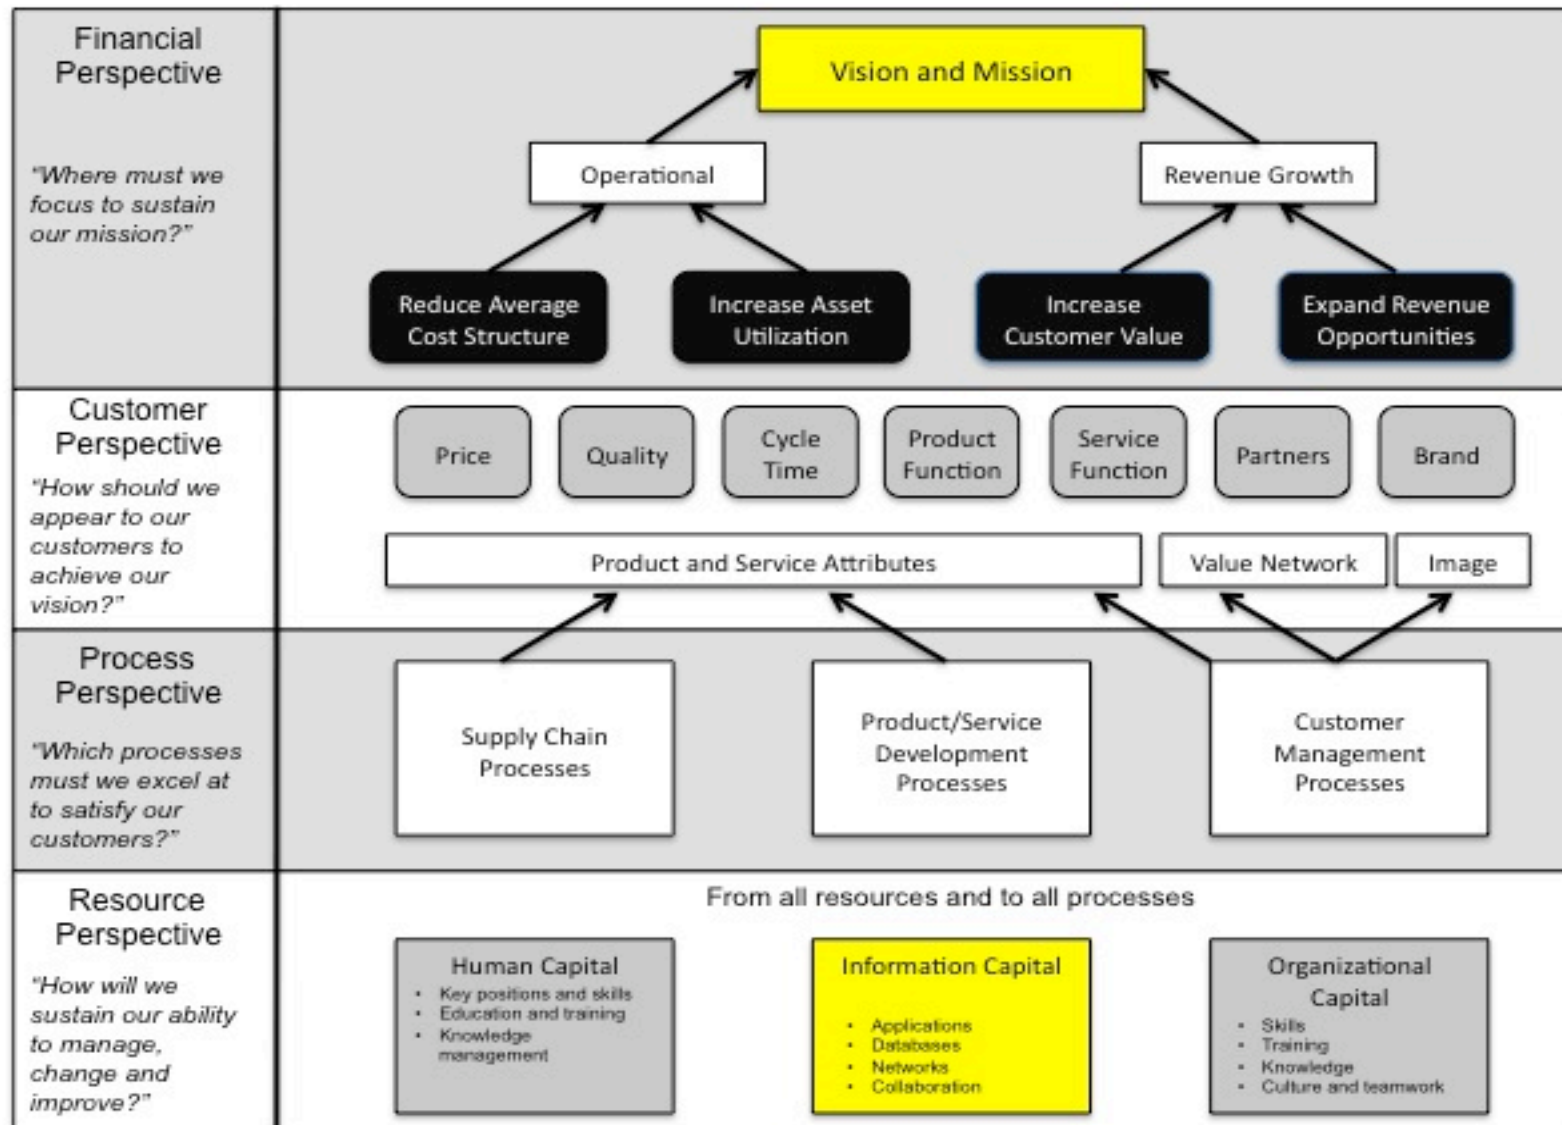 Financial
Perspective
“Where must we
focus to sustain
our mission?”
Vision and Mission
Operational
Revenue Growth
Reduce Average
Cost Structure
Increase Asset
Utilization
Increase
Customer Value
Expand Revenue
Opportunities
Customer
Perspective
“How should we
appear to our
customers to
achieve our
vision?”
Price
Quality
Cycle
Time
Product
Function
Service
Function
Partners
Brand
Product and Service Attributes
Value Network
Image
Process
Perspective
“Which processes
must we excel at
to satisfy our
customers?”
Supply Chain
Processes
Product/Service
Development
Processes
Customer
Management
Processes
Resource
Perspective
“How will we
sustain our ability
to manage,
change and
improve?”
From all resources and to all processes
Human Capital
• Key positions and skills
• Education and training
• Knowledge
management
Information Capital
• Applications
• Databases
• Networks
• Collaboration
Organizational
Capital
• Skills
• Training
• Knowledge
• Culture and teamwork